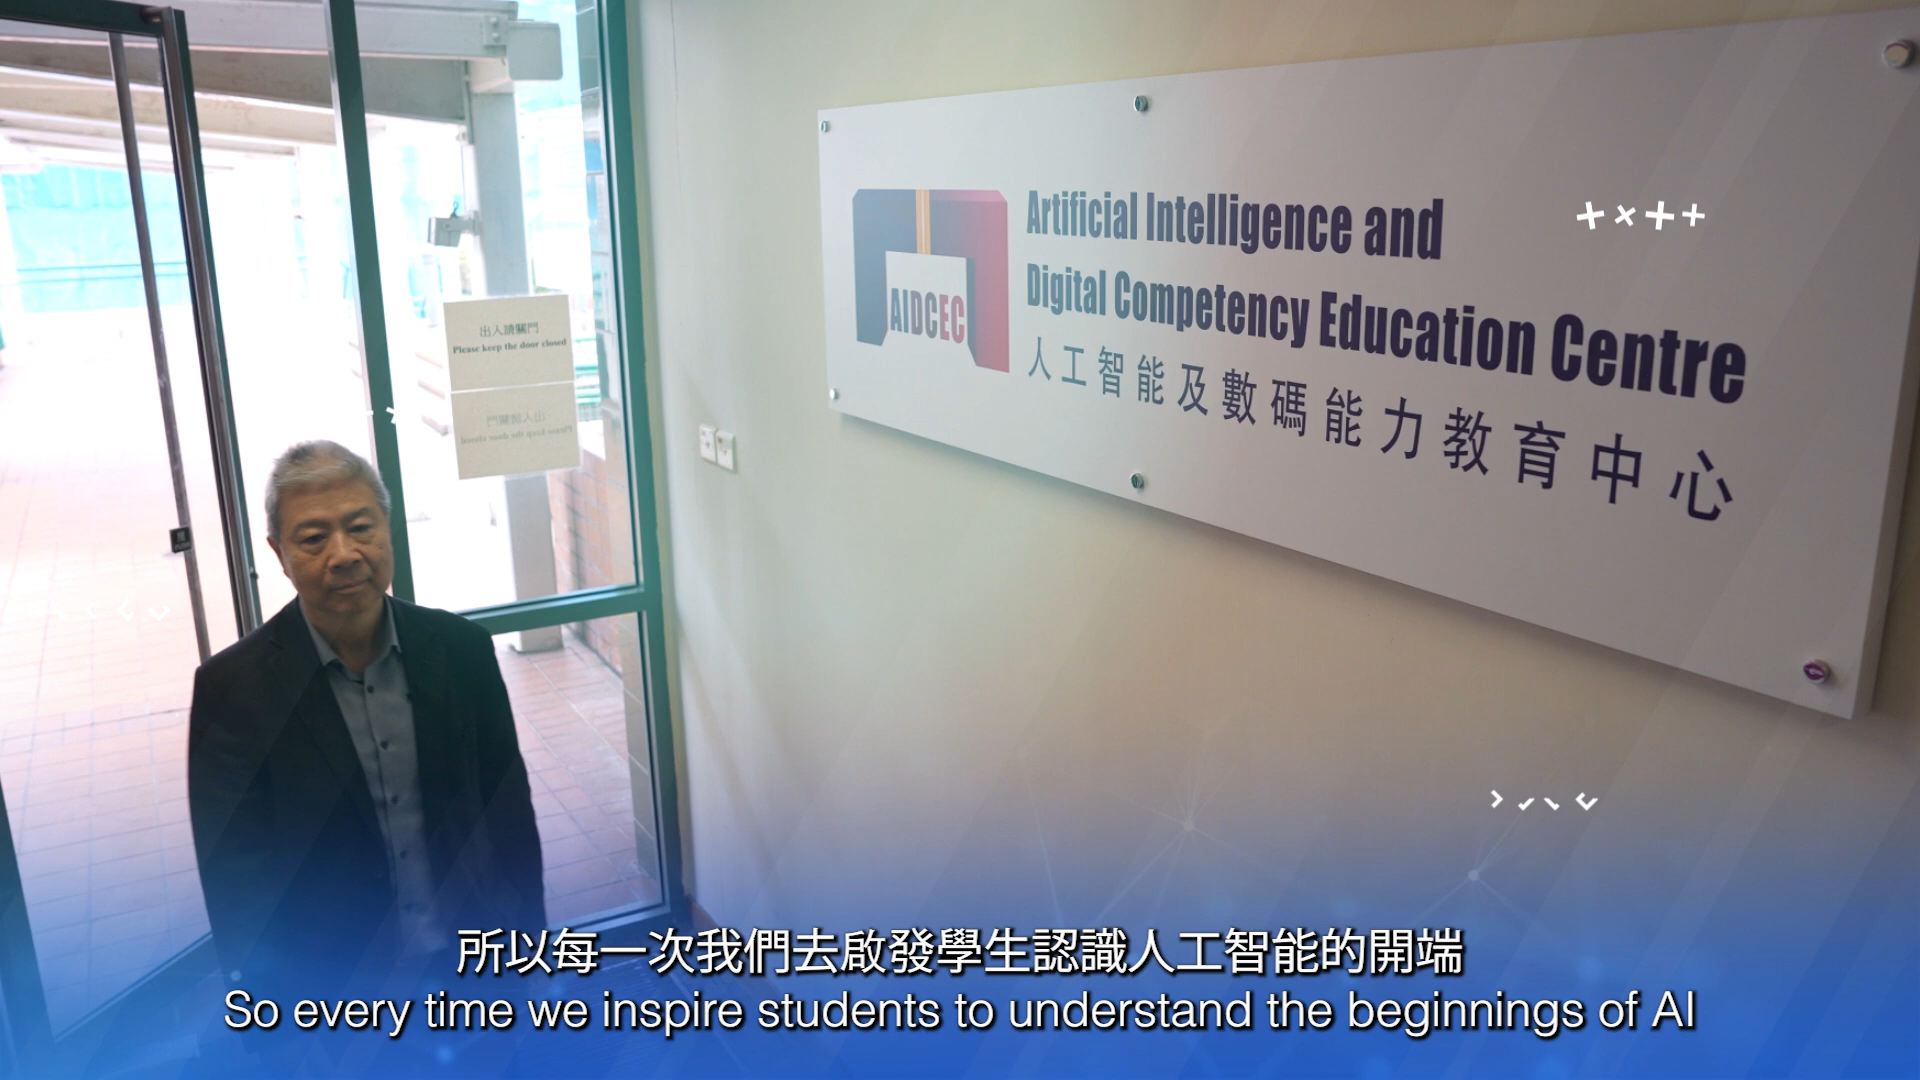 Artificial Intelligence and
Digital Competency Education Centre
人工智能及數碼能力教育中心
AIDCEC
出入請關門
Please keep the door closed
所以每一次我們去啟發學生認識人工智能的開端
So every time we inspire students to understand the beginnings of AI